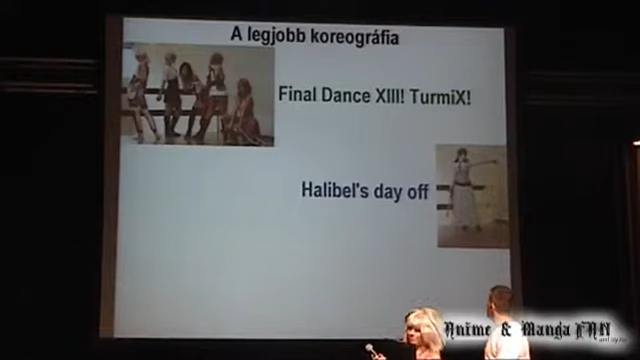 A legjobb koreográfia
Final Dance XIII! TurmiX!
Halibel's day off
Anime & Manga FAN